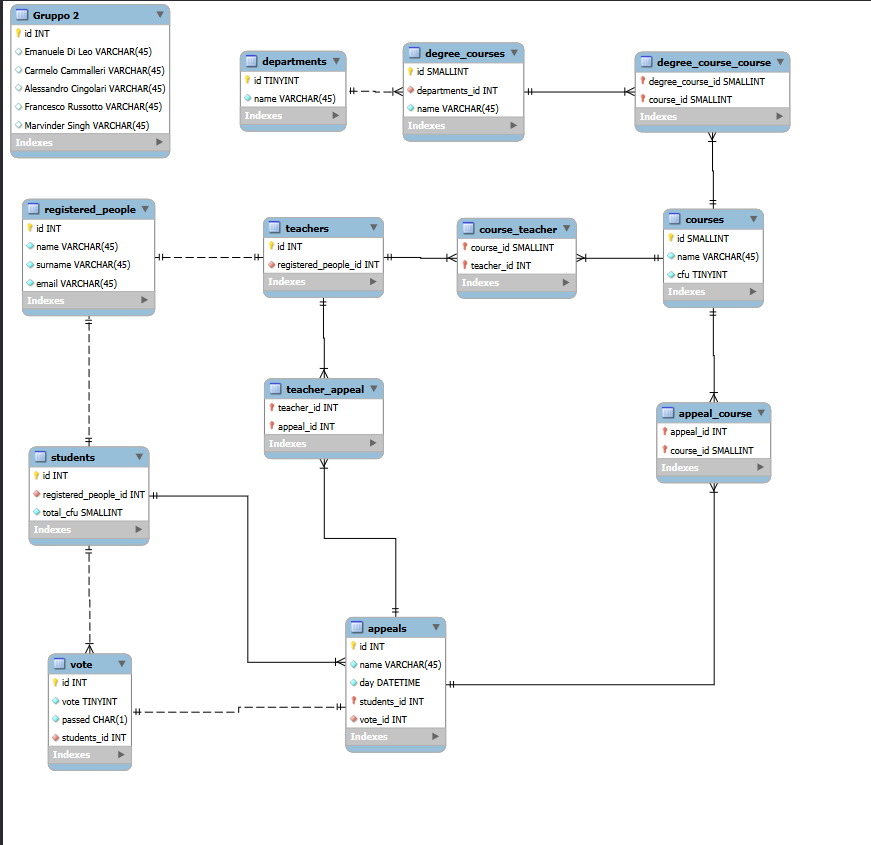 Gruppo 2
id INT
Emanuele Di Leo VARCHAR(45)
Carmelo Cammalleri VARCHAR(45)
Alessandro Cingolari VARCHAR(45)
Francesco Russotto VARCHAR(45)
Marvinder Singh VARCHAR(45)
Indexes
departments
id TINYINT
name VARCHAR(45)
Indexes
degree_courses
id SMALLINT
departments_id INT
name VARCHAR(45)
Indexes
degree_course_course
degree_course_id SMALLINT
course_id SMALLINT
Indexes
registered_people
id INT
name VARCHAR(45)
surname VARCHAR(45)
email VARCHAR(45)
Indexes
teachers
id INT
registered_people_id INT
Indexes
course_teacher
course_id SMALLINT
teacher_id INT
Indexes
courses
id SMALLINT
name VARCHAR(45)
cfu TINYINT
Indexes
teacher_appeal
teacher_id INT
appeal_id INT
Indexes
appeal_course
appeal_id INT
course_id SMALLINT
Indexes
students
id INT
registered_people_id INT
total_cfu SMALLINT
Indexes
appeals
id INT
name VARCHAR(45)
day DATETIME
students_id INT
vote_id INT
Indexes
vote
id INT
vote TINYINT
passed CHAR(1)
students_id INT
Indexes